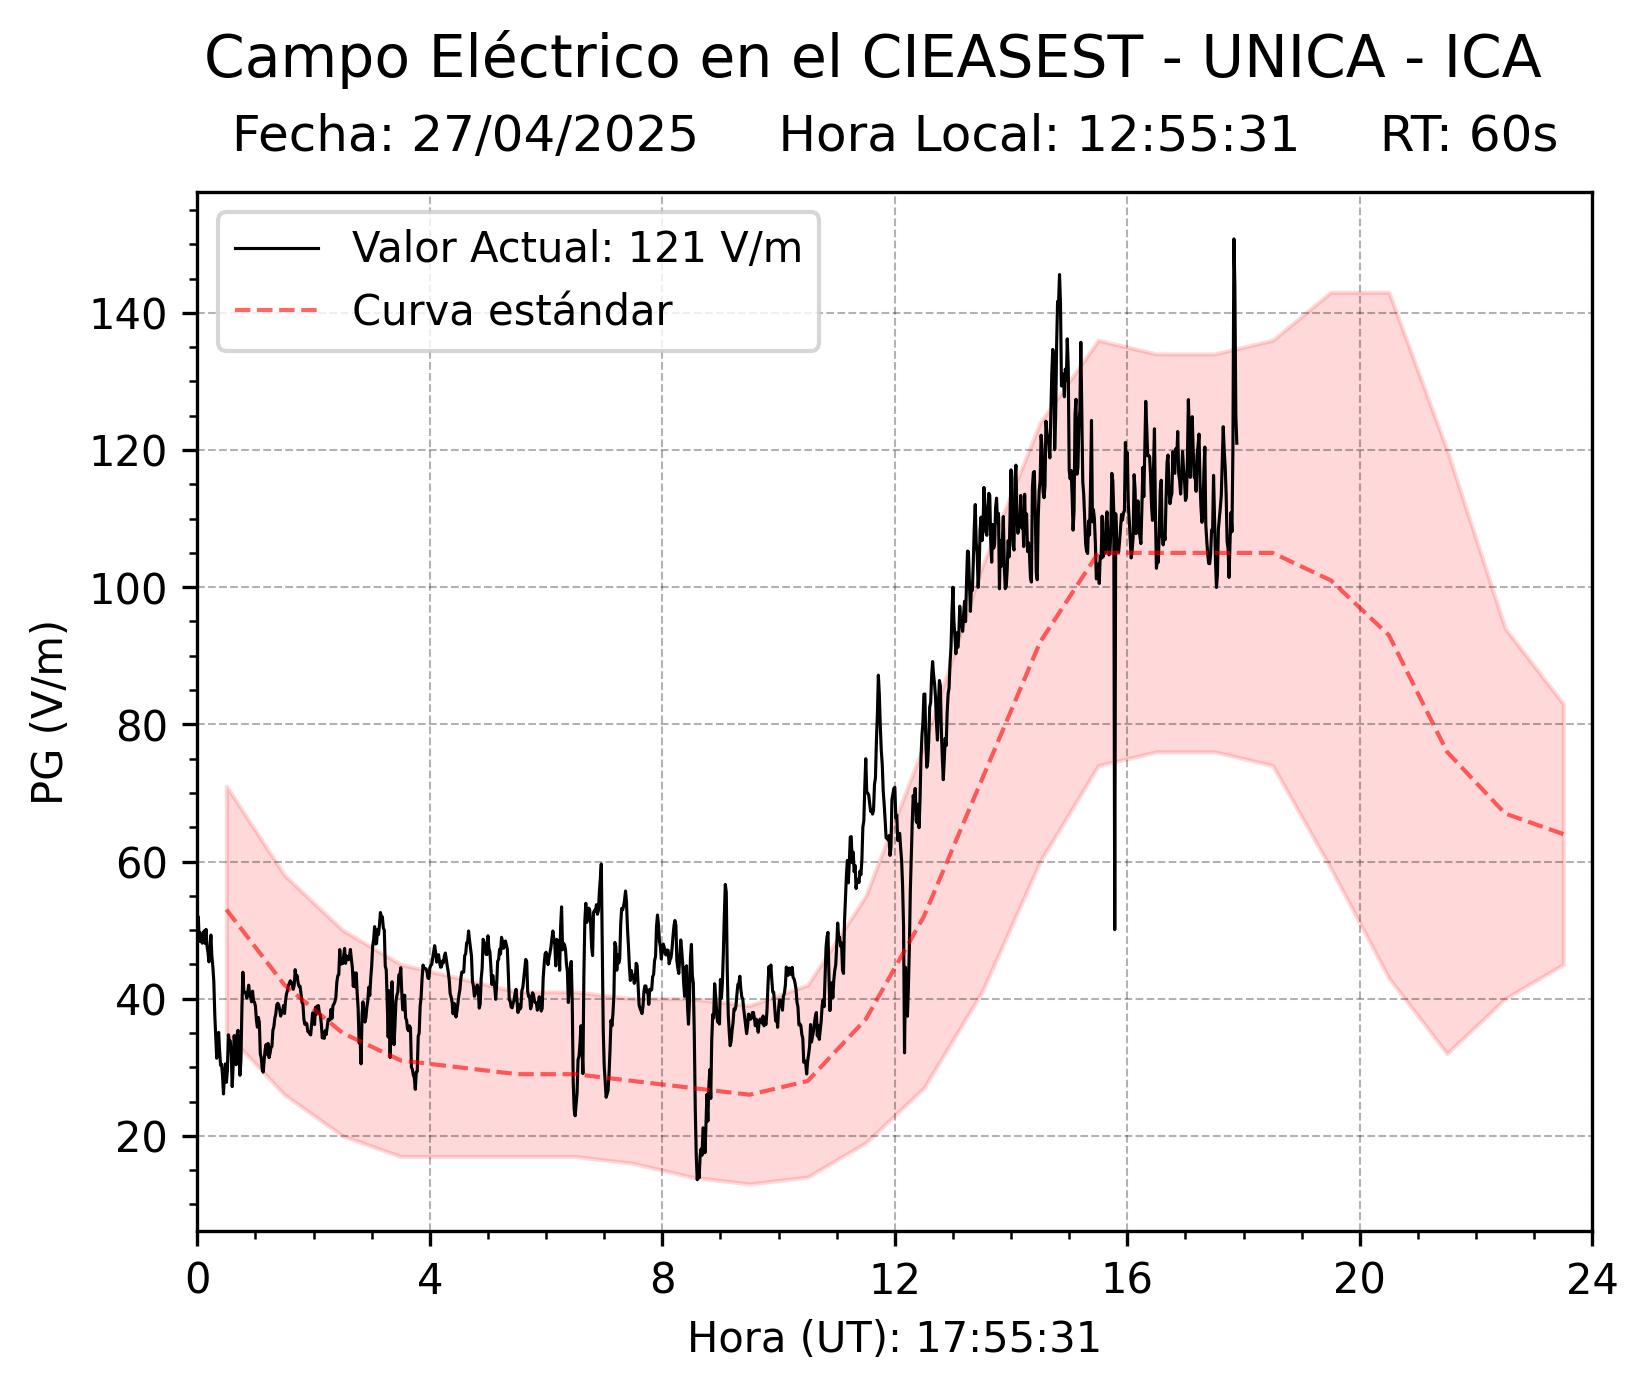 Campo Eléctrico en el CIEASEST - UNICA - ICA
Fecha: 27/04/2025 Hora Local: 12:55:31 RT: 60s
Valor Actual: 121 V/m
Curva estándar
PG (V/m)
140
120
100
80
60
40
20
0 4 8 12 16 20 24
Hora (UT): 17:55:31